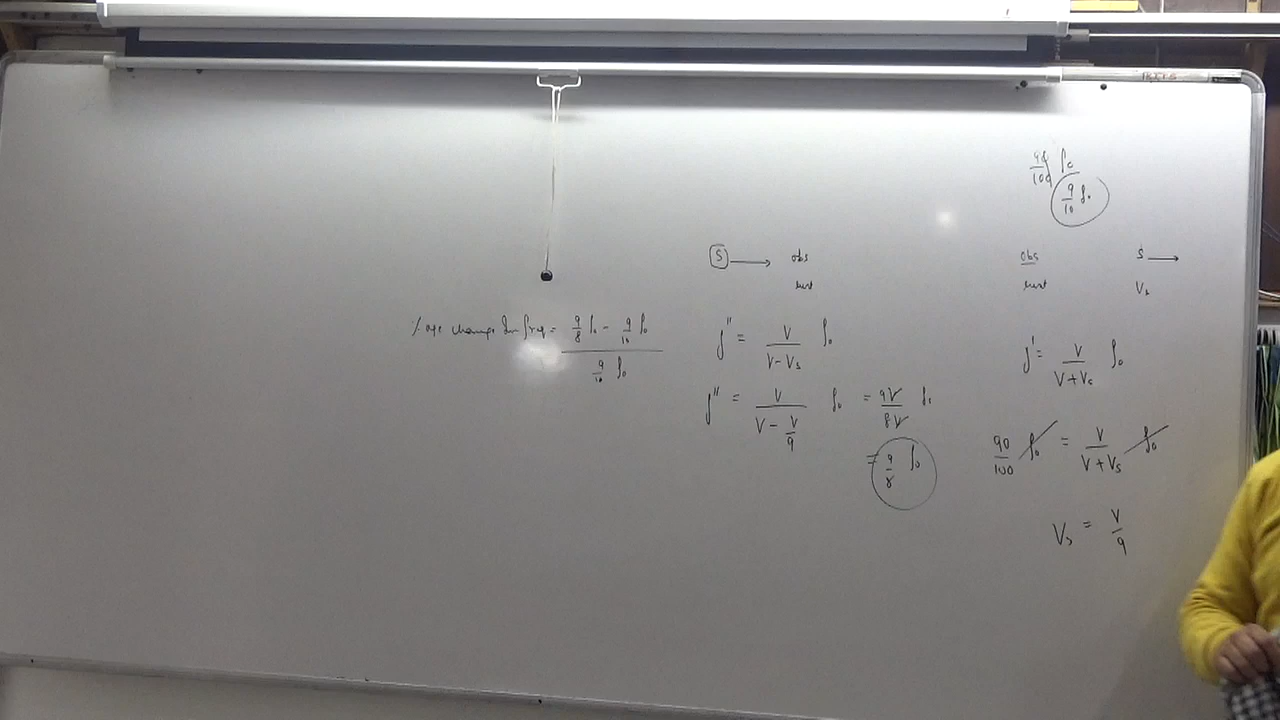 90/100 f₀
9/10 f₀
S → obs
rest
f'' = V/(V-Vs) f₀
f'' = V/(V - V/9) f₀ = 9V/8V f₀
= 9/8 f₀
obs S →
rest Vs
f' = V/(V+Vs) f₀
90/100 f₀ = V/(V+Vs) f₀
Vs = V/9
% age change in freq = (9/8 f₀ - 9/10 f₀)/(9/10 f₀)